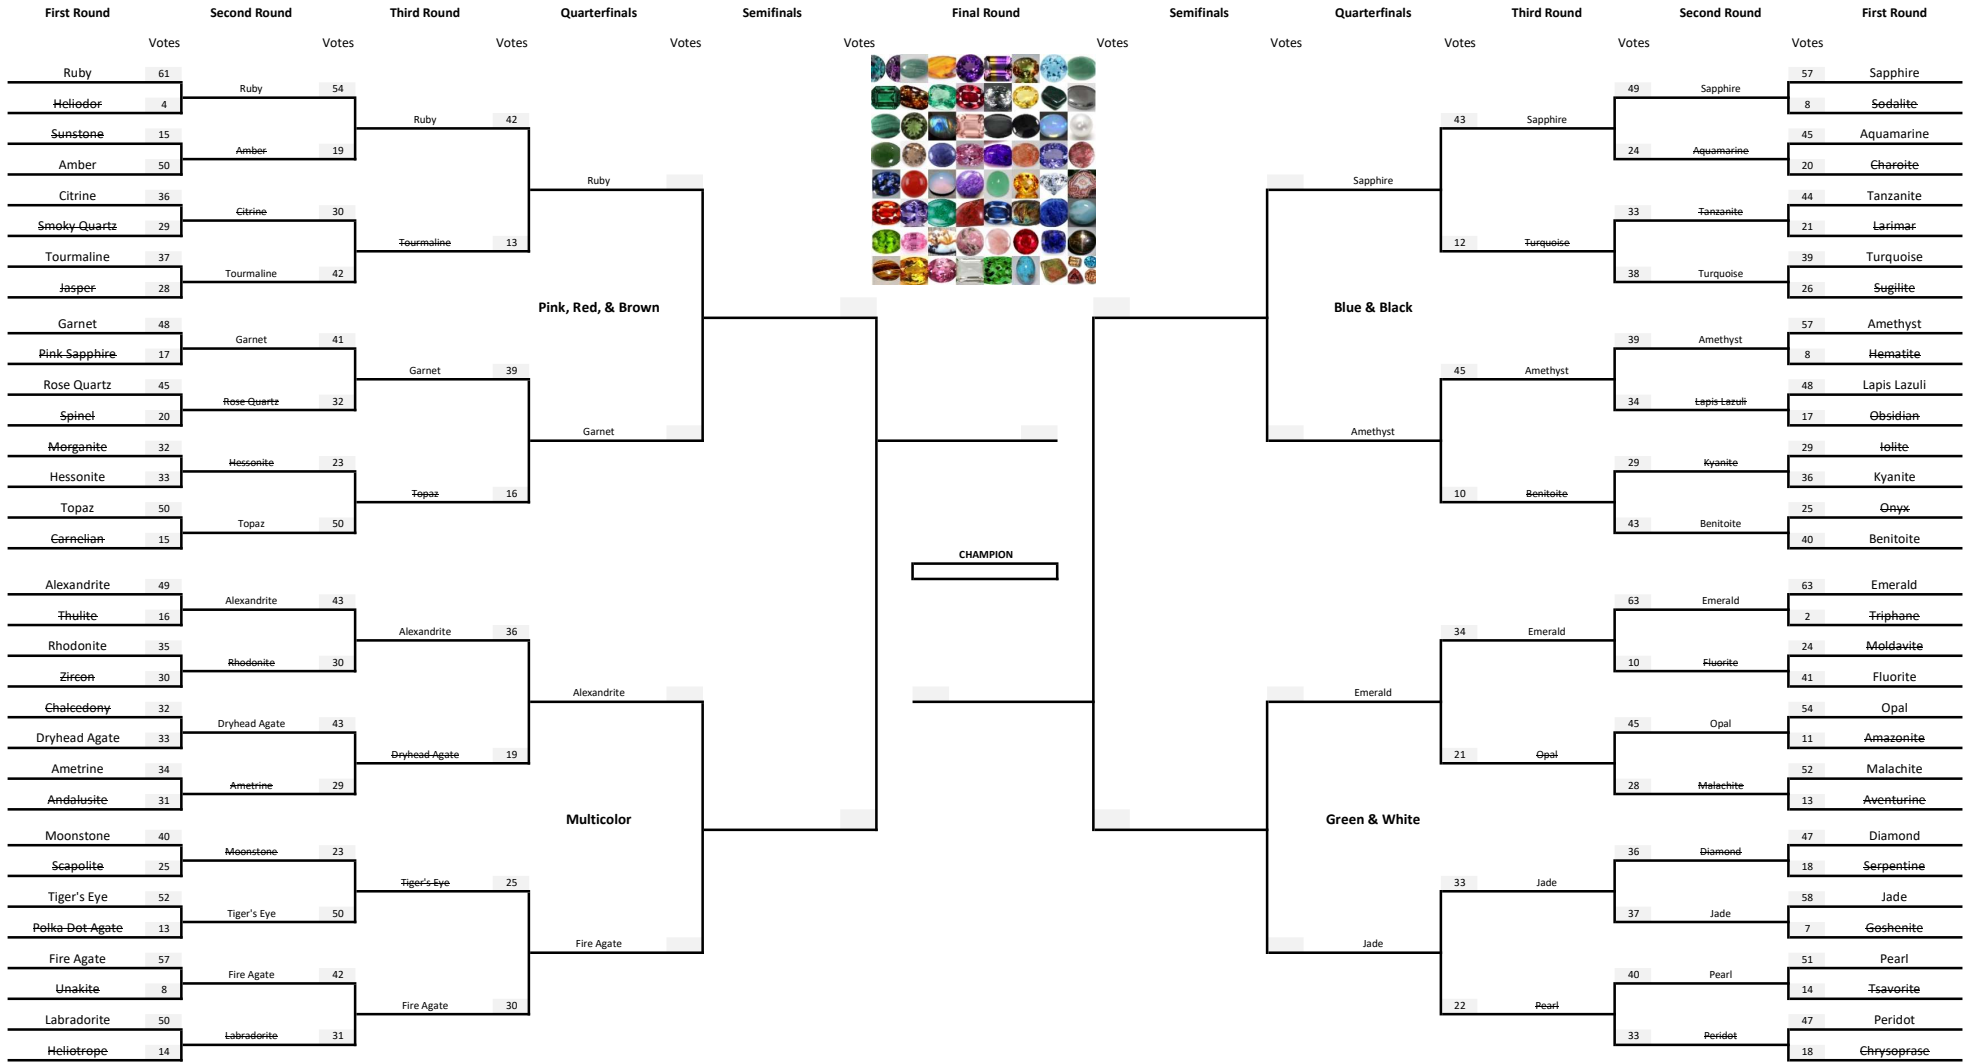 First Round Second Round Third Round Quarterfinals Semifinals Final Round Semifinals Quarterfinals Third Round Second Round First Round
Votes Votes Votes Votes Votes Votes Votes Votes Votes Votes
Ruby 61 57 Sapphire
Ruby 54 49 Sapphire
Heliodor 4 8 Sodalite
Ruby 42 43 Sapphire
Sunstone 15 45 Aquamarine
Amber 19 24 Aquamarine
Amber 50 20 Charoite
Ruby Sapphire
Citrine 36 44 Tanzanite
Citrine 30 33 Tanzanite
Smoky Quartz 29 21 Larimar
Tourmaline 13 12 Turquoise
Tourmaline 37 39 Turquoise
Tourmaline 42 38 Turquoise
Jasper 28 26 Sugilite
Pink, Red, & Brown Blue & Black
Garnet 48 57 Amethyst
Garnet 41 39 Amethyst
Pink Sapphire 17 8 Hematite
Garnet 39 45 Amethyst
Rose Quartz 45 48 Lapis Lazuli
Rose Quartz 32 34 Lapis Lazuli
Spinel 20 17 Obsidian
Garnet Amethyst
Morganite 32 29 Iolite
Hessonite 23 29 Kyanite
Hessonite 33 36 Kyanite
Topaz 16 10 Benitoite
Topaz 50 25 Onyx
Topaz 50 43 Benitoite
Carnelian 15 40 Benitoite
CHAMPION
Alexandrite 49 63 Emerald
Alexandrite 43 63 Emerald
Thulite 16 2 Triphane
Alexandrite 36 34 Emerald
Rhodonite 35 24 Moldavite
Rhodonite 30 10 Fluorite
Zircon 30 41 Fluorite
Alexandrite Emerald
Chalcedony 32 54 Opal
Dryhead Agate 43 45 Opal
Dryhead Agate 33 11 Amazonite
Dryhead Agate 19 21 Opal
Ametrine 34 52 Malachite
Ametrine 29 28 Malachite
Andalusite 31 13 Aventurine
Multicolor Green & White
Moonstone 40 47 Diamond
Moonstone 23 36 Diamond
Scapolite 25 18 Serpentine
Tiger's Eye 25 33 Jade
Tiger's Eye 52 58 Jade
Tiger's Eye 50 37 Jade
Polka Dot Agate 13 7 Goshenite
Fire Agate Jade
Fire Agate 57 51 Pearl
Fire Agate 42 40 Pearl
Unakite 8 14 Tsavorite
Fire Agate 30 22 Pearl
Labradorite 50 47 Peridot
Labradorite 31 33 Peridot
Heliotrope 14 18 Chrysoprase